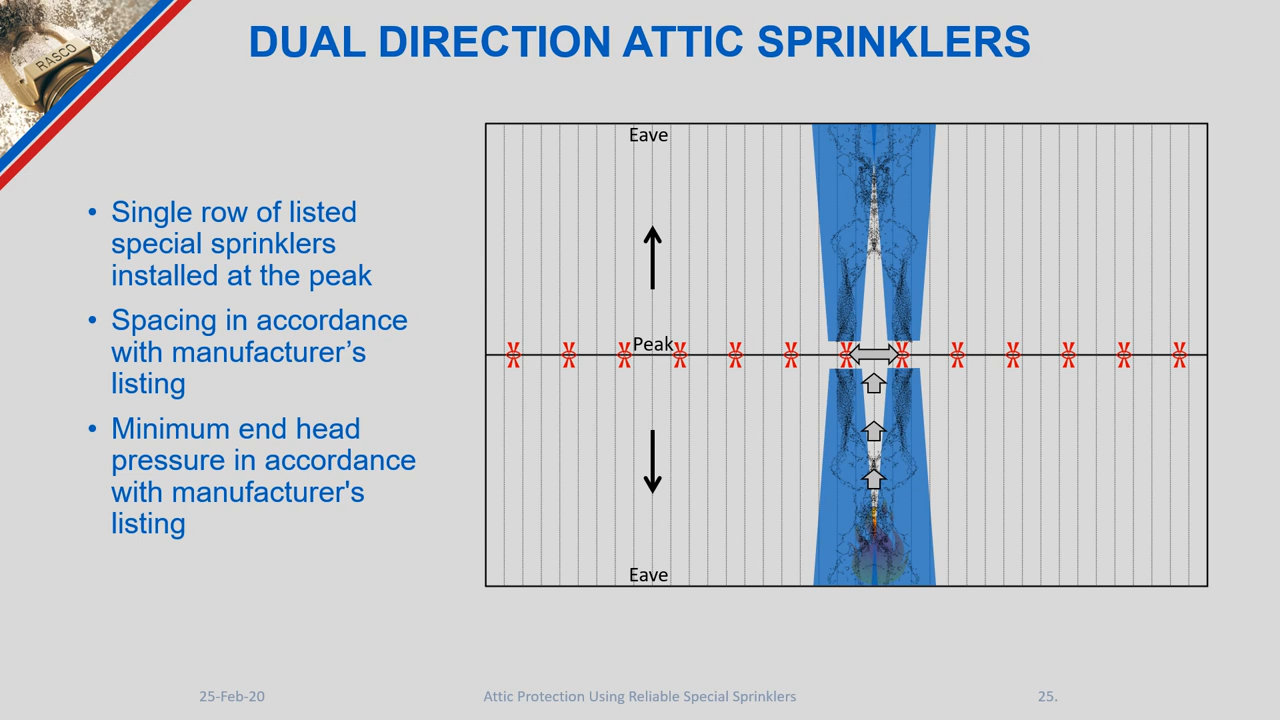 DUAL DIRECTION ATTIC SPRINKLERS
RASCO
• Single row of listed
special sprinklers
installed at the peak
• Spacing in accordance
with manufacturer’s
listing
• Minimum end head
pressure in accordance
with manufacturer's
listing
Eave
Peak
Eave
25-Feb-20
Attic Protection Using Reliable Special Sprinklers
25.